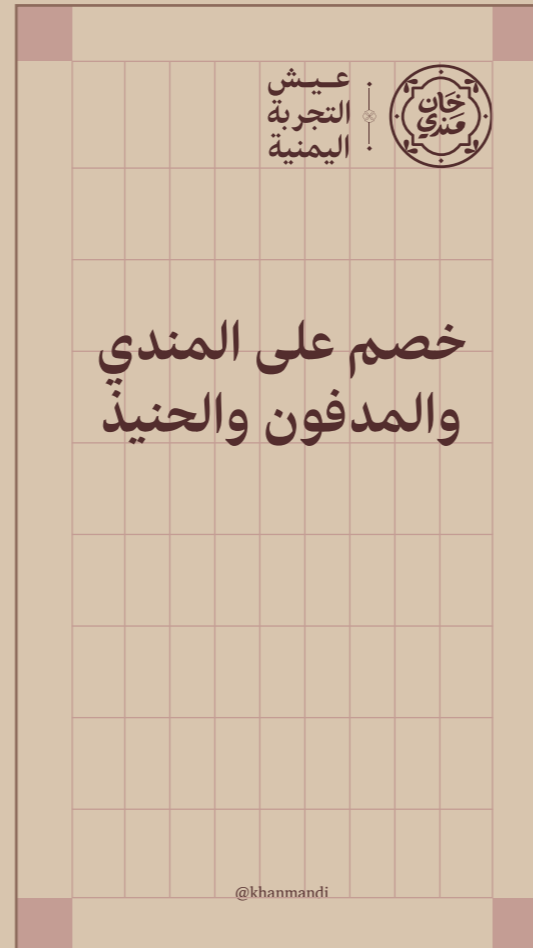 خان
مندي
عيش
التجربة
اليمنية
خصم على المندي
والمدفون والحنيذ
@khanmandi